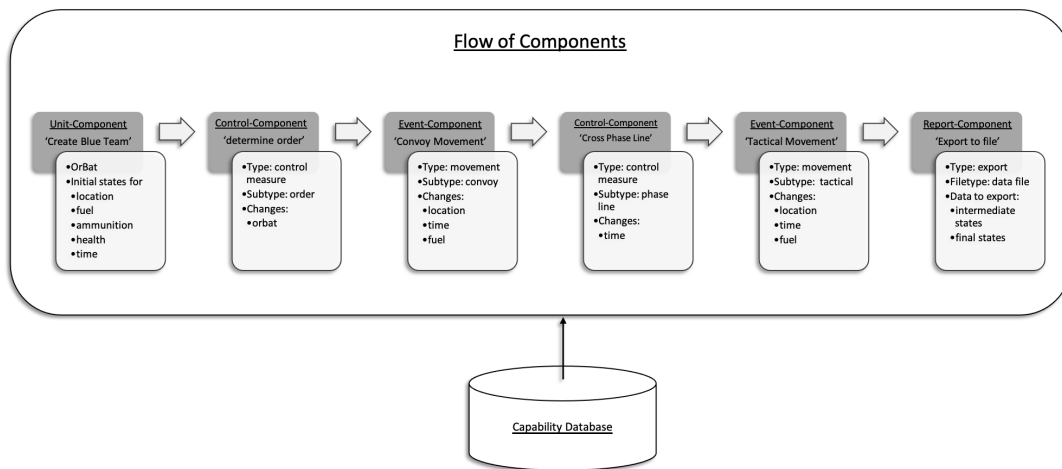 Flow of Components
Unit-Component
'Create Blue Team'
•OrBat
•Initial states for
•location
•fuel
•ammunition
•health
•time
Control-Component
'determine order'
•Type: control
measure
•Subtype: order
•Changes:
•orbat
Event-Component
'Convoy Movement'
•Type: movement
•Subtype: convoy
•Changes:
•location
•time
•fuel
Control-Component
'Cross Phase Line'
•Type: control
measure
•Subtype: phase
line
•Changes:
•time
Event-Component
'Tactical Movement'
•Type: movement
•Subtype: tactical
•Changes:
•location
•time
•fuel
Report-Component
'Export to file'
•Type: export
•Filetype: data file
•Data to export:
•intermediate
states
•final states
Capability Database